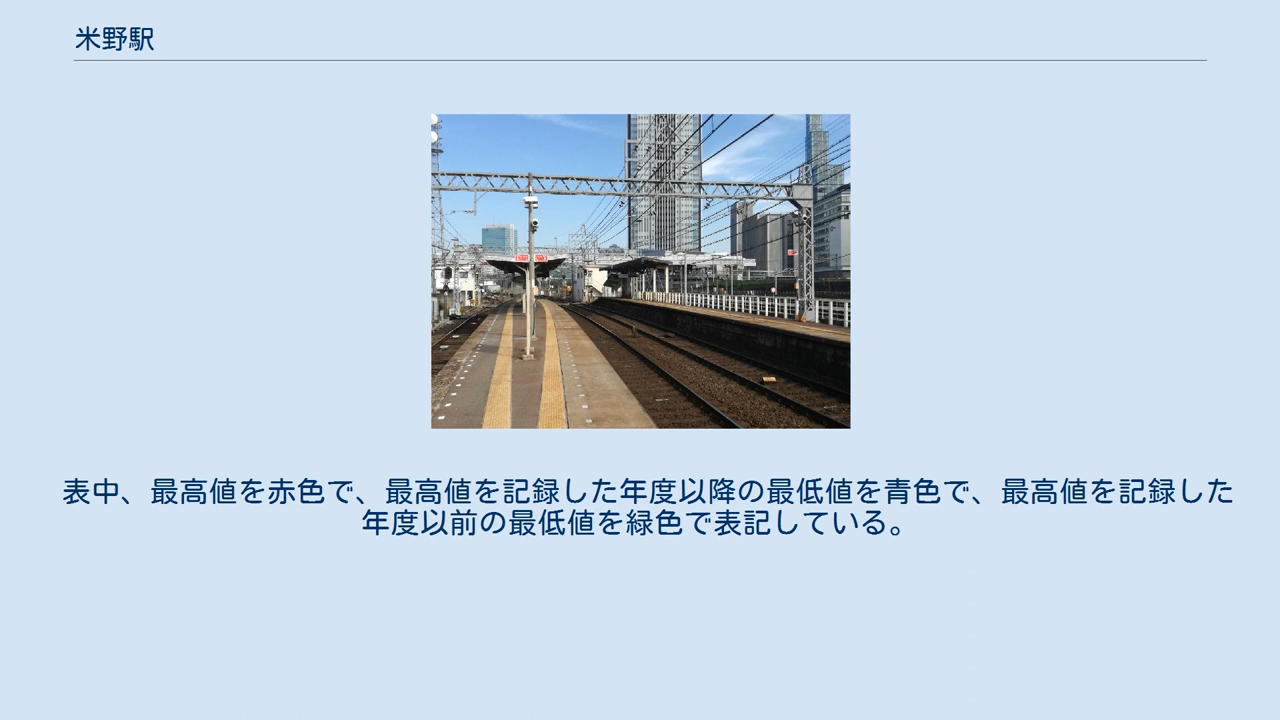 米野駅
表中、最高値を赤色で、最高値を記録した年度以降の最低値を青色で、最高値を記録した
年度以前の最低値を緑色で表記している。